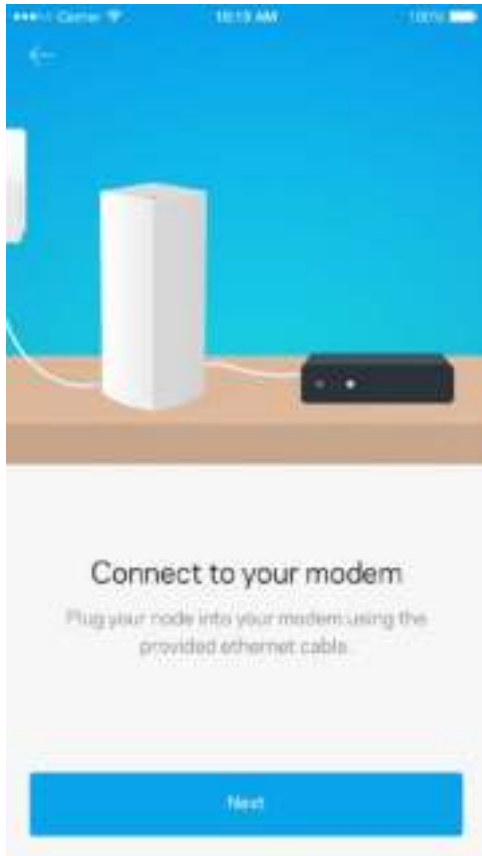 Carrier 10:13 AM 100%
Connect to your modem
Plug your node into your modem using the
provided ethernet cable.
Next